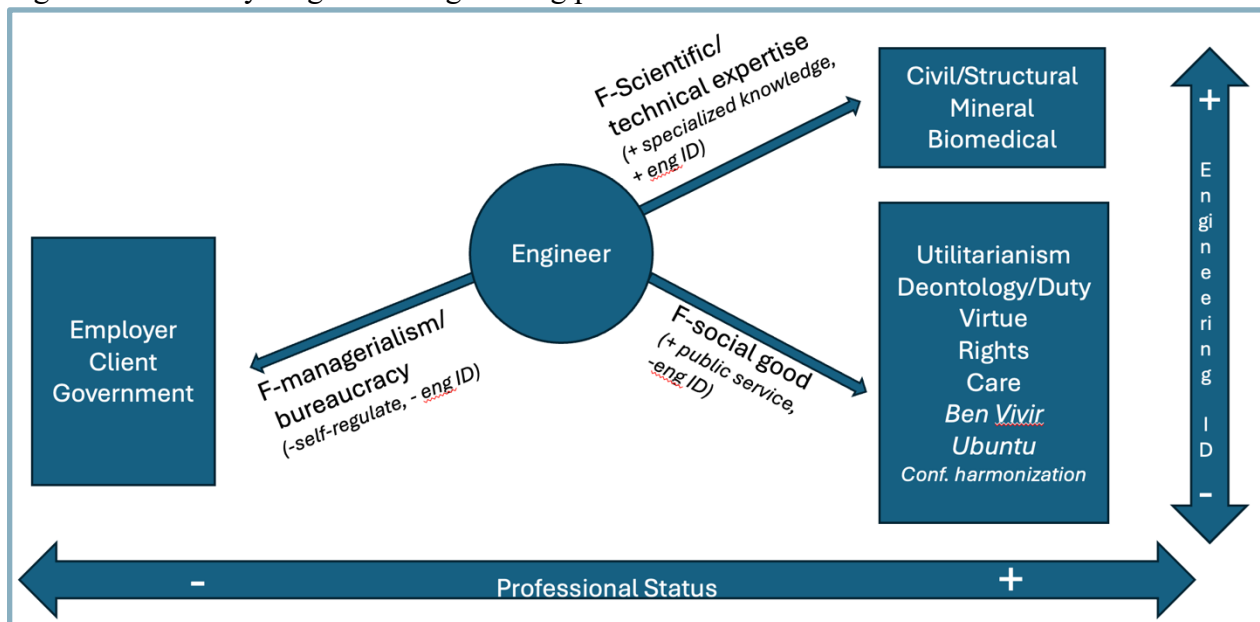 F-Scientific/
technical expertise
(+ specialized knowledge,
+ eng ID)
Civil/Structural
Mineral
Biomedical
+
Engineering ID
-
Engineer
Employer
Client
Government
F-managerialism/
bureaucracy
(-self-regulate, - eng ID)
F-social good
(+ public service,
-eng ID)
Utilitarianism
Deontology/Duty
Virtue
Rights
Care
Ben Vivir
Ubuntu
Conf. harmonization
-
Professional Status
+